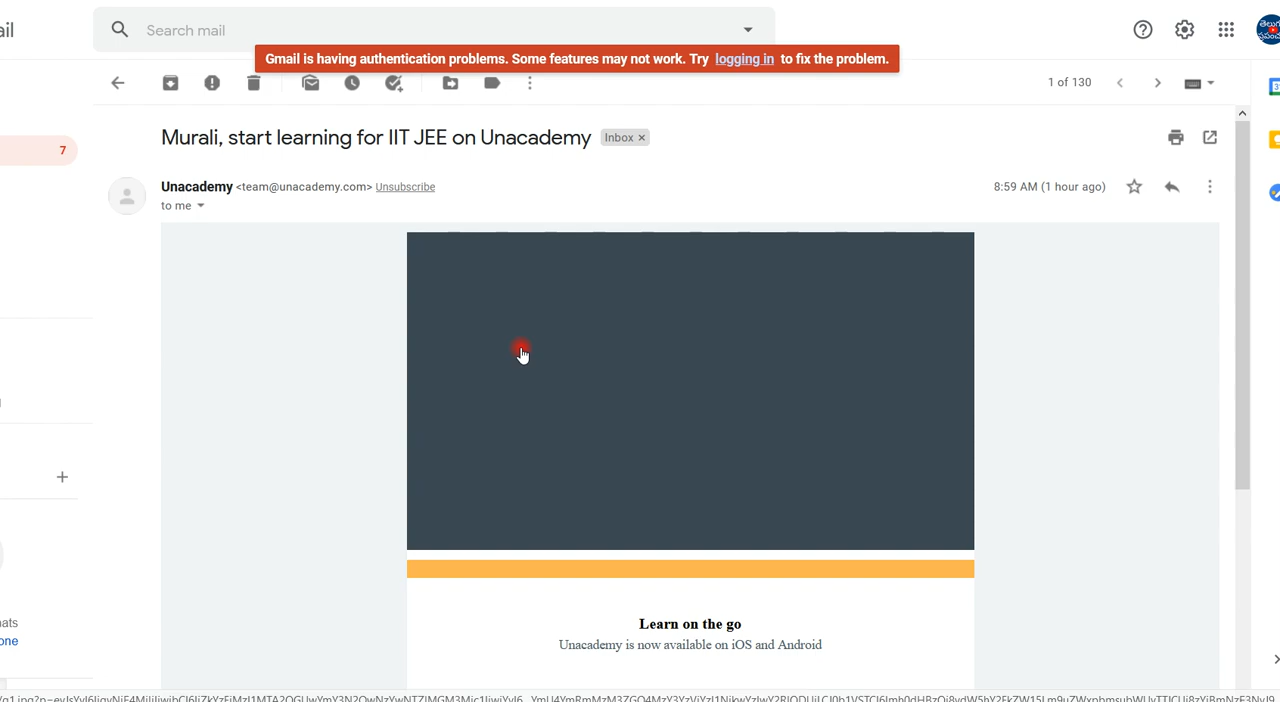 ail
Search mail
Gmail is having authentication problems. Some features may not work. Try logging in to fix the problem.
1 of 130
Murali, start learning for IIT JEE on Unacademy Inbox ×
7
Unacademy <team@unacademy.com> Unsubscribe
8:59 AM (1 hour ago)
to me
Learn on the go
Unacademy is now available on iOS and Android
ats
one